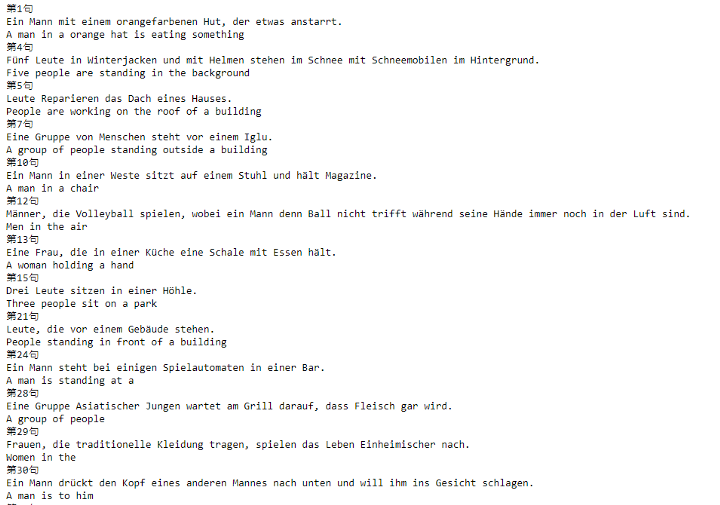 第1句
Ein Mann mit einem orangefarbenen Hut, der etwas anstarrt.
A man in a orange hat is eating something
第4句
Fünf Leute in Winterjacken und mit Helmen stehen im Schnee mit Schneemobilen im Hintergrund.
Five people are standing in the background
第5句
Leute Reparieren das Dach eines Hauses.
People are working on the roof of a building
第7句
Eine Gruppe von Menschen steht vor einem Iglu.
A group of people standing outside a building
第10句
Ein Mann in einer Weste sitzt auf einem Stuhl und hält Magazine.
A man in a chair
第12句
Männer, die Volleyball spielen, wobei ein Mann denn Ball nicht trifft während seine Hände immer noch in der Luft sind.
Men in the air
第13句
Eine Frau, die in einer Küche eine Schale mit Essen hält.
A woman holding a hand
第15句
Drei Leute sitzen in einer Höhle.
Three people sit on a park
第21句
Leute, die vor einem Gebäude stehen.
People standing in front of a building
第24句
Ein Mann steht bei einigen Spielautomaten in einer Bar.
A man is standing at a
第28句
Eine Gruppe Asiatischer Jungen wartet am Grill darauf, dass Fleisch gar wird.
A group of people
第29句
Frauen, die traditionelle Kleidung tragen, spielen das Leben Einheimischer nach.
Women in the
第30句
Ein Mann drückt den Kopf eines anderen Mannes nach unten und will ihm ins Gesicht schlagen.
A man is to him